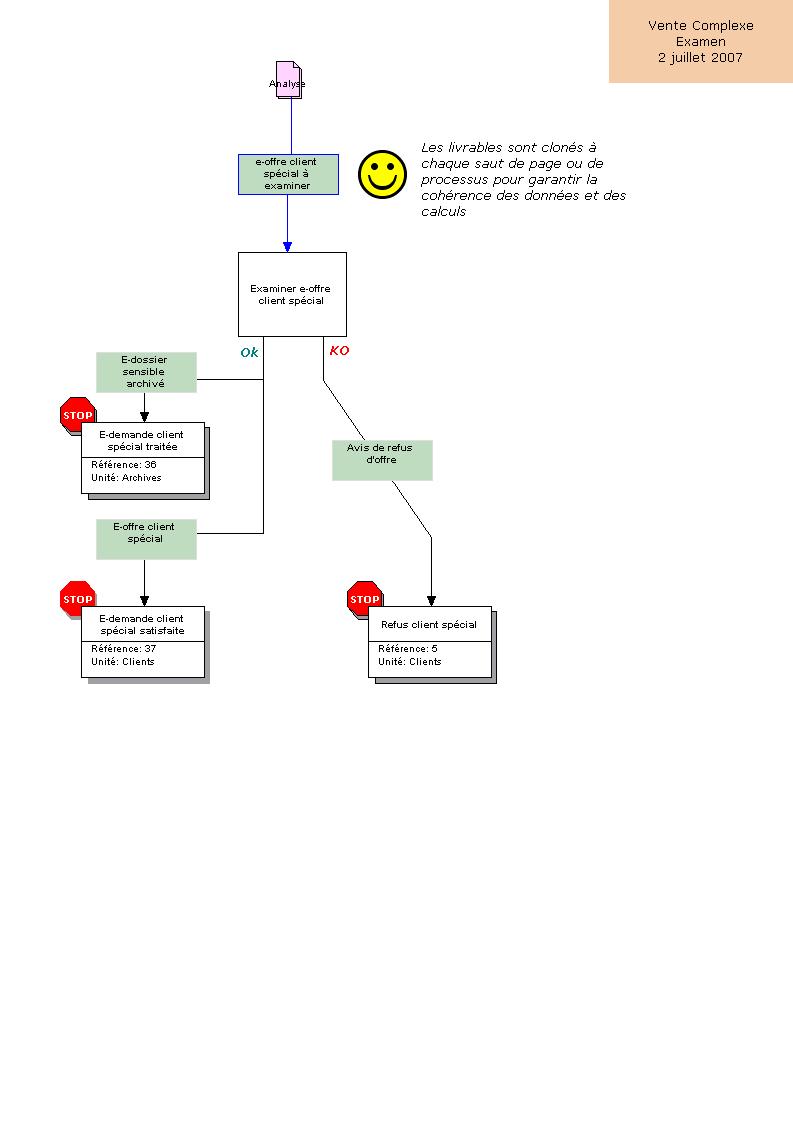 Vente Complexe
Examen
2 juillet 2007
Analyse
e-offre client
spécial à
examiner
Les livrables sont clonés à
chaque saut de page ou de
processus pour garantir la
cohérence des données et des
calculs
Examiner e-offre
client spécial
Ok
KO
E-dossier
sensible
archivé
STOP
E-demande client
spécial traitée
Référence: 36
Unité: Archives
Avis de refus
d'offre
E-offre client
spécial
STOP
E-demande client
spécial satisfaite
Référence: 37
Unité: Clients
STOP
Refus client spécial
Référence: 5
Unité: Clients